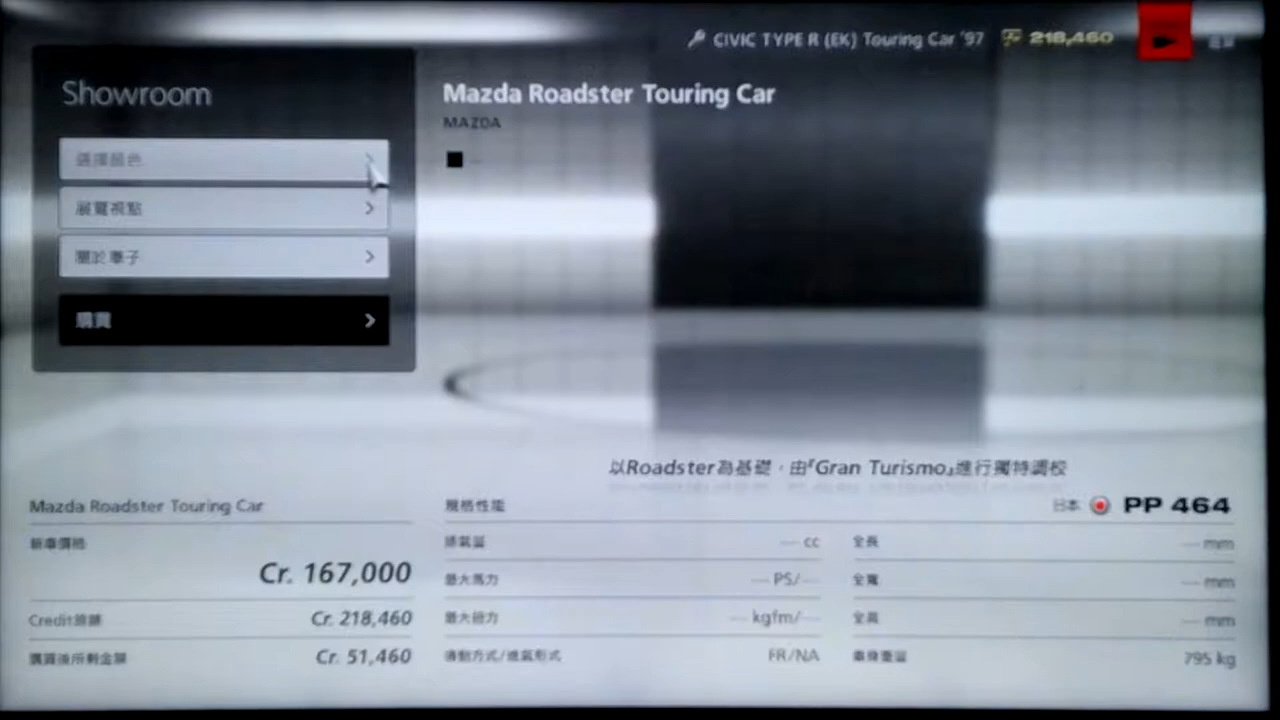 CIVIC TYPE R (EK) Touring Car '97 218,460
Showroom
Mazda Roadster Touring Car
MAZDA
選擇顏色
展覽視點
關於車子
購買
以Roadster為基礎，由『Gran Turismo』進行獨特調校
Mazda Roadster Touring Car
規格性能
日本 PP 464
新車價格
Cr. 167,000
Credit餘額 Cr. 218,460
購買後所剩金額 Cr. 51,460
排氣量 --- cc
最大馬力 --- PS/---
最大扭力 --- kgfm/---
傳動方式/進氣形式 FR/NA
全長 --- mm
全寬 --- mm
全高 --- mm
車身重量 795 kg